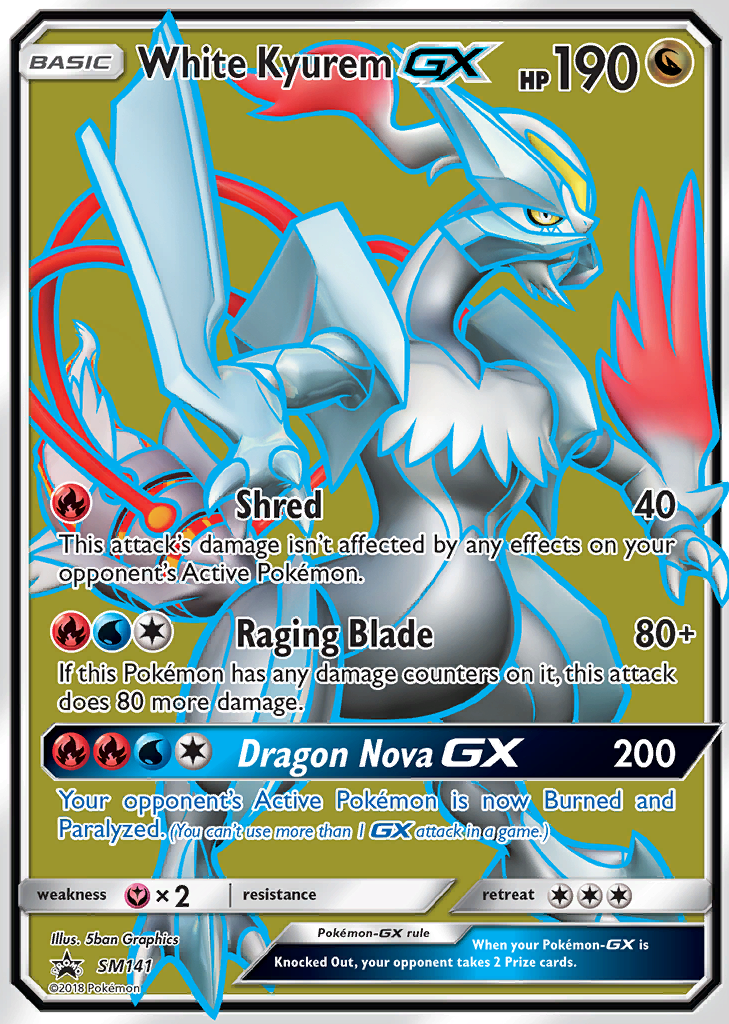 BASIC White Kyurem GX HP 190
Shred 40
This attack's damage isn't affected by any effects on your
opponent's Active Pokémon.
Raging Blade 80+
If this Pokémon has any damage counters on it, this attack
does 80 more damage.
Dragon Nova GX 200
Your opponent's Active Pokémon is now Burned and
Paralyzed. (You can't use more than 1 GX attack in a game.)
weakness ×2 resistance retreat
Illus. 5ban Graphics
SM141
©2018 Pokémon
Pokémon-GX rule
When your Pokémon-GX is
Knocked Out, your opponent takes 2 Prize cards.